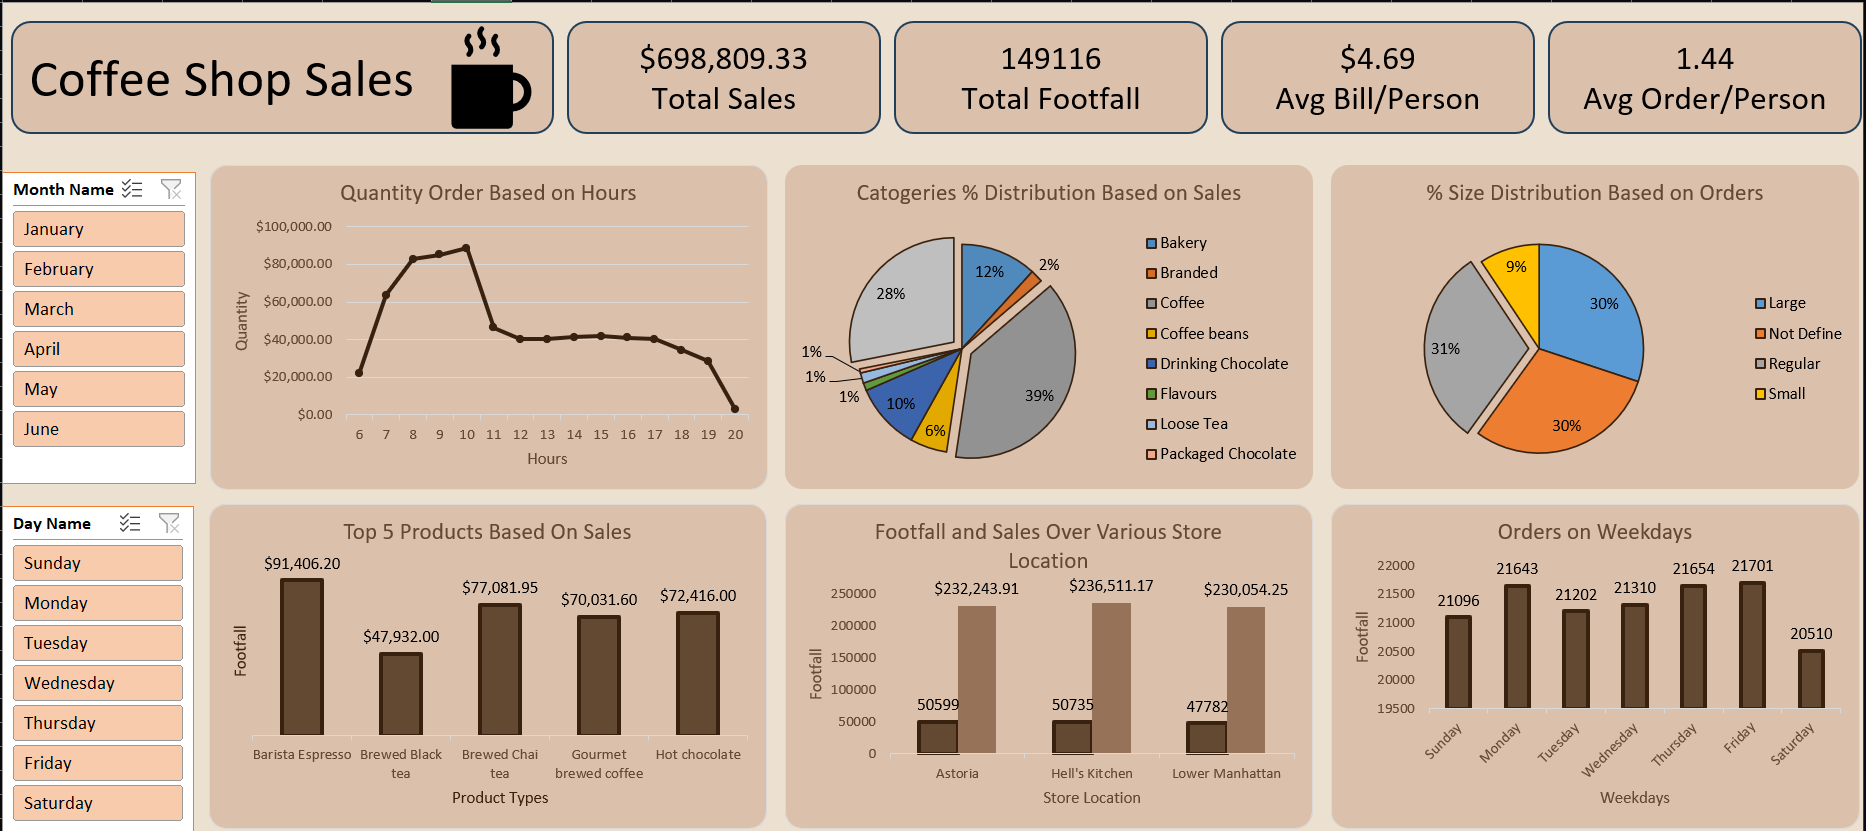 Coffee Shop Sales
$698,809.33
Total Sales
149116
Total Footfall
$4.69
Avg Bill/Person
1.44
Avg Order/Person
Month Name
January
February
March
April
May
June
Quantity Order Based on Hours
$100,000.00
$80,000.00
$60,000.00
$40,000.00
$20,000.00
$0.00
Quantity
6 7 8 9 10 11 12 13 14 15 16 17 18 19 20
Hours
Catogeries % Distribution Based on Sales
12%
2%
39%
6%
10%
1%
1%
1%
28%
Bakery
Branded
Coffee
Coffee beans
Drinking Chocolate
Flavours
Loose Tea
Packaged Chocolate
% Size Distribution Based on Orders
30%
30%
31%
9%
Large
Not Define
Regular
Small
Day Name
Sunday
Monday
Tuesday
Wednesday
Thursday
Friday
Saturday
Top 5 Products Based On Sales
Footfall
$91,406.20
$47,932.00
$77,081.95
$70,031.60
$72,416.00
Barista Espresso
Brewed Black
tea
Brewed Chai
tea
Gourmet
brewed coffee
Hot chocolate
Product Types
Footfall and Sales Over Various Store
Location
250000
200000
150000
100000
50000
0
Footfall
50599
$232,243.91
50735
$236,511.17
47782
$230,054.25
Astoria
Hell's Kitchen
Lower Manhattan
Store Location
Orders on Weekdays
22000
21500
21000
20500
20000
19500
Footfall
21096
21643
21202
21310
21654
21701
20510
Sunday
Monday
Tuesday
Wednesday
Thursday
Friday
Saturday
Weekdays